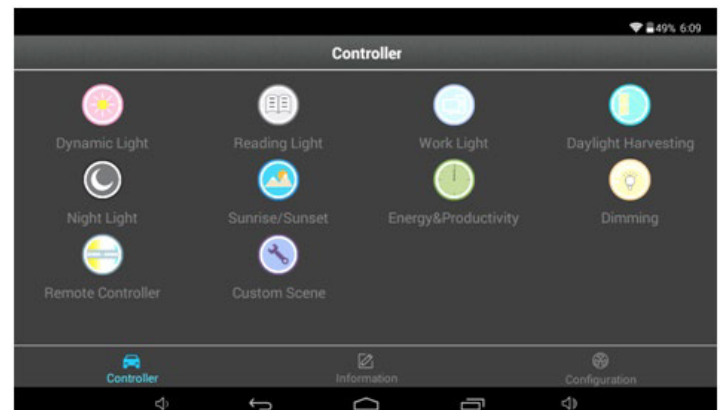 49% 6:09
Controller
Dynamic Light Reading Light Work Light Daylight Harvesting
Night Light Sunrise/Sunset Energy&Productivity Dimming
Remote Controller Custom Scene
Controller Information Configuration